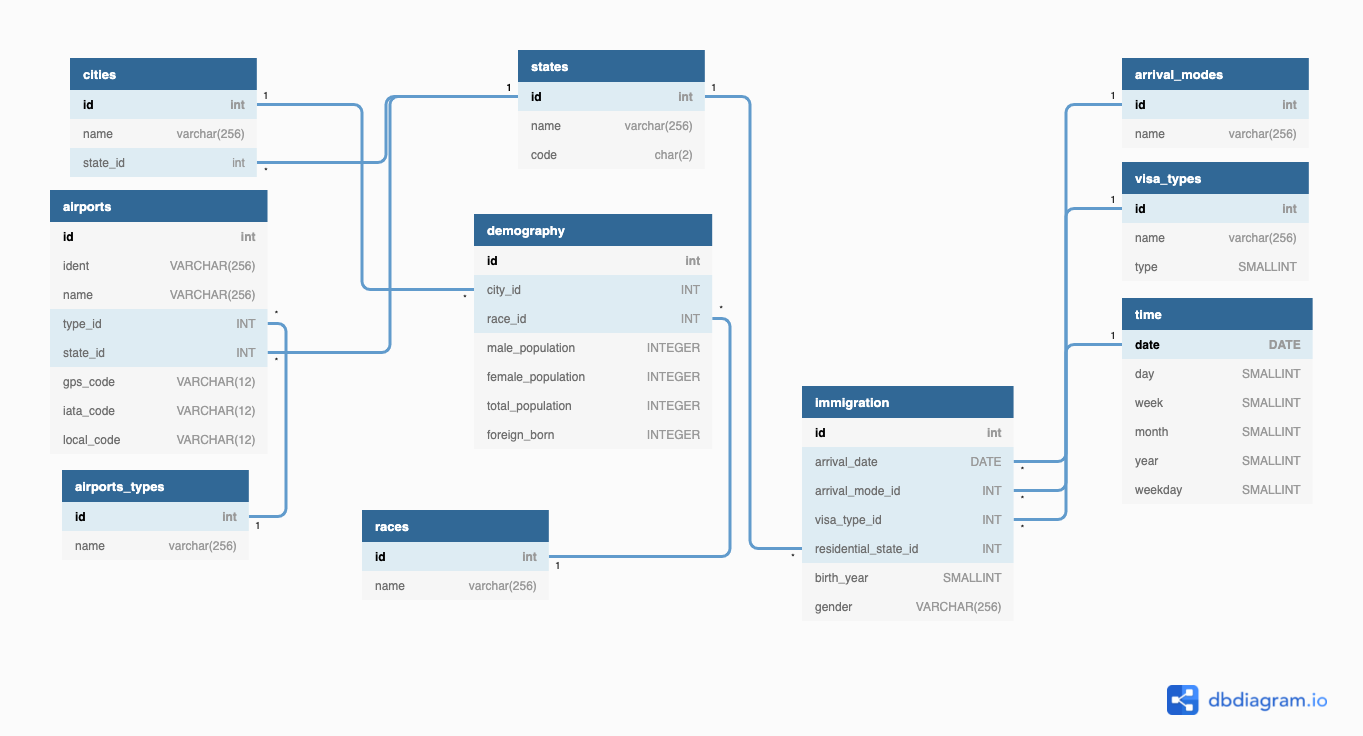 cities
id int
name varchar(256)
state_id int
1
*
airports
id int
ident VARCHAR(256)
name VARCHAR(256)
type_id INT
state_id INT
gps_code VARCHAR(12)
iata_code VARCHAR(12)
local_code VARCHAR(12)
*
*
airports_types
id int
name varchar(256)
1
states
id int
name varchar(256)
code char(2)
1
1
demography
id int
city_id INT
race_id INT
male_population INTEGER
female_population INTEGER
total_population INTEGER
foreign_born INTEGER
*
*
races
id int
name varchar(256)
1
immigration
id int
arrival_date DATE
arrival_mode_id INT
visa_type_id INT
residential_state_id INT
birth_year SMALLINT
gender VARCHAR(256)
*
*
*
*
arrival_modes
id int
name varchar(256)
1
visa_types
id int
name varchar(256)
type SMALLINT
1
time
date DATE
day SMALLINT
week SMALLINT
month SMALLINT
year SMALLINT
weekday SMALLINT
1
dbdiagram.io